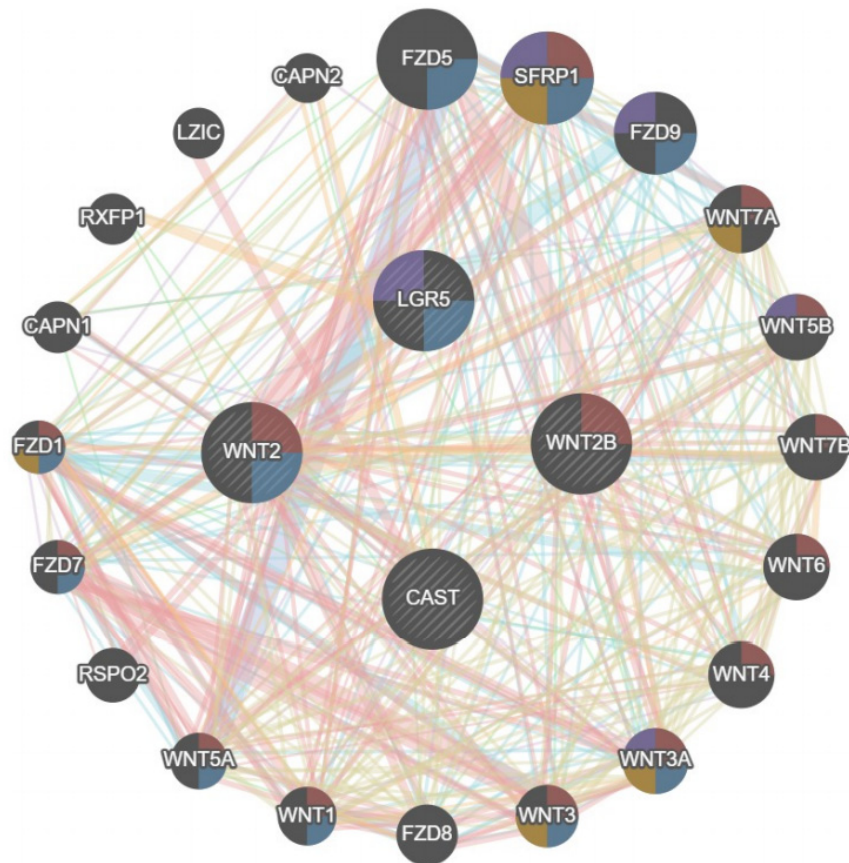 FZD5
SFRP1
CAPN2
LZIC
FZD9
RXFP1
WNT7A
LGR5
CAPN1
WNT5B
FZD1
WNT2
WNT2B
WNT7B
FZD7
WNT6
CAST
RSPO2
WNT4
WNT5A
WNT3A
WNT1
FZD8
WNT3